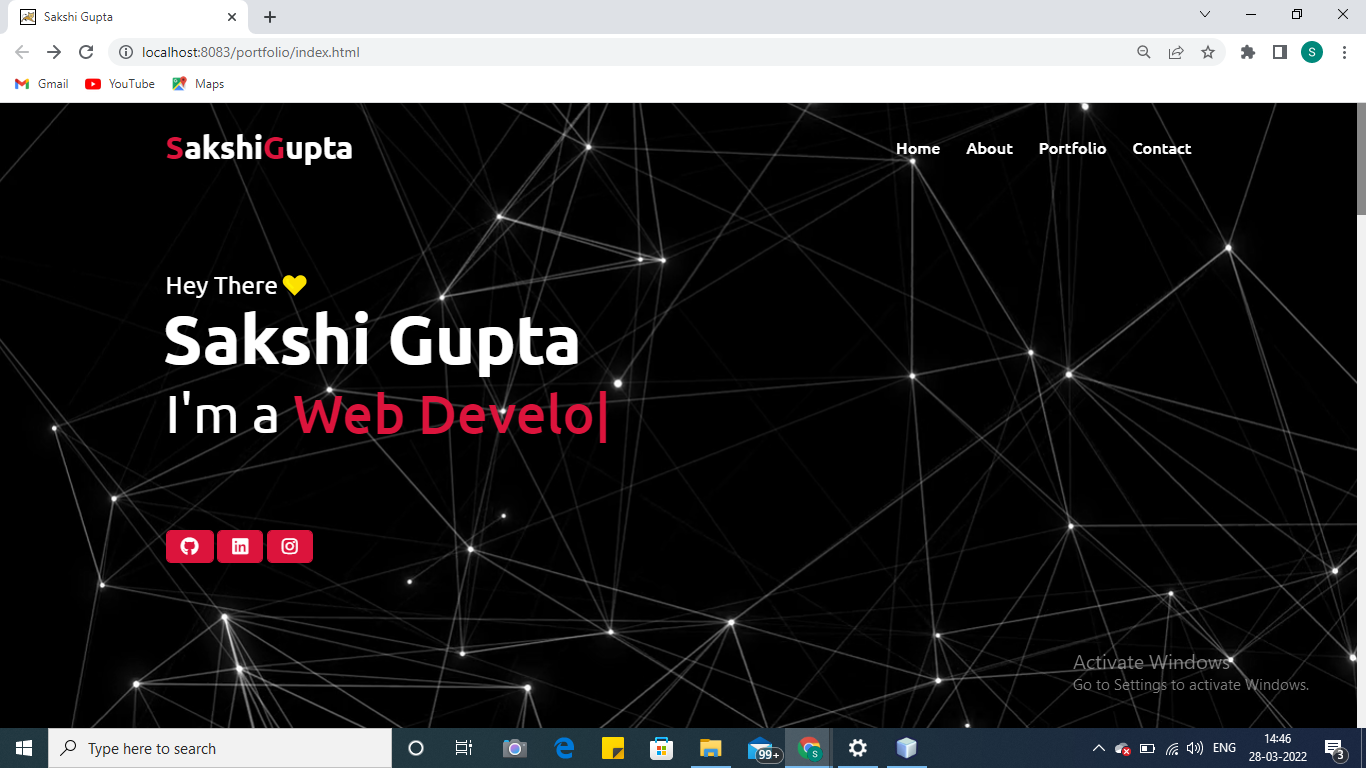 Sakshi Gupta
localhost:8083/portfolio/index.html
S
Gmail YouTube Maps
SakshiGupta
Home About Portfolio Contact
Hey There
Sakshi Gupta
I'm a Web Develo|
Activate Windows
Go to Settings to activate Windows.
Type here to search
99+
S
ENG
14:46
28-03-2022
3